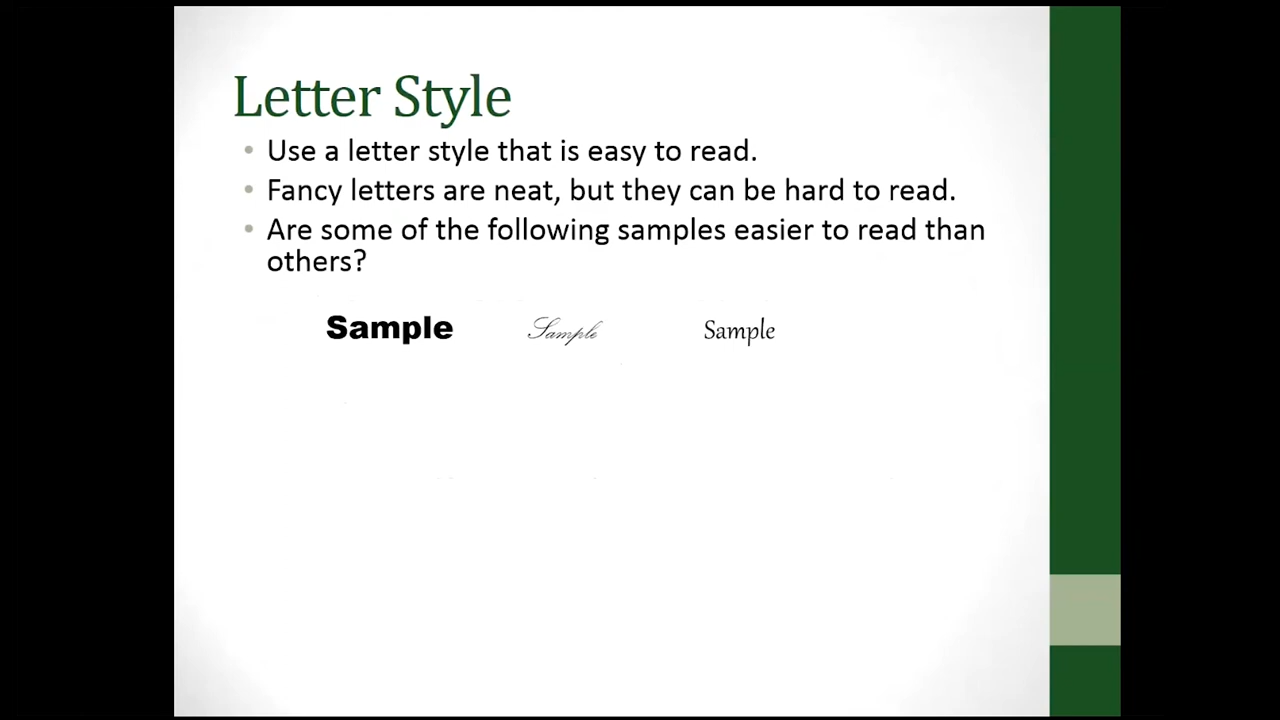 Letter Style
• Use a letter style that is easy to read.
• Fancy letters are neat, but they can be hard to read.
• Are some of the following samples easier to read than
others?
Sample Sample Sample